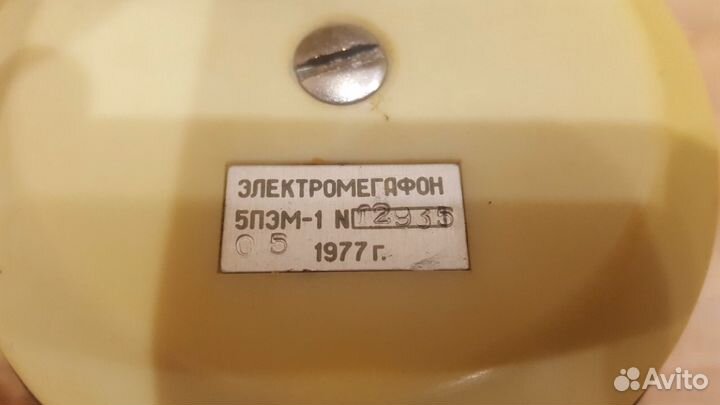 ЭЛЕКТРОМЕГАФОН
5ПЭМ-1 N 12935
05 1977 г.
Avito